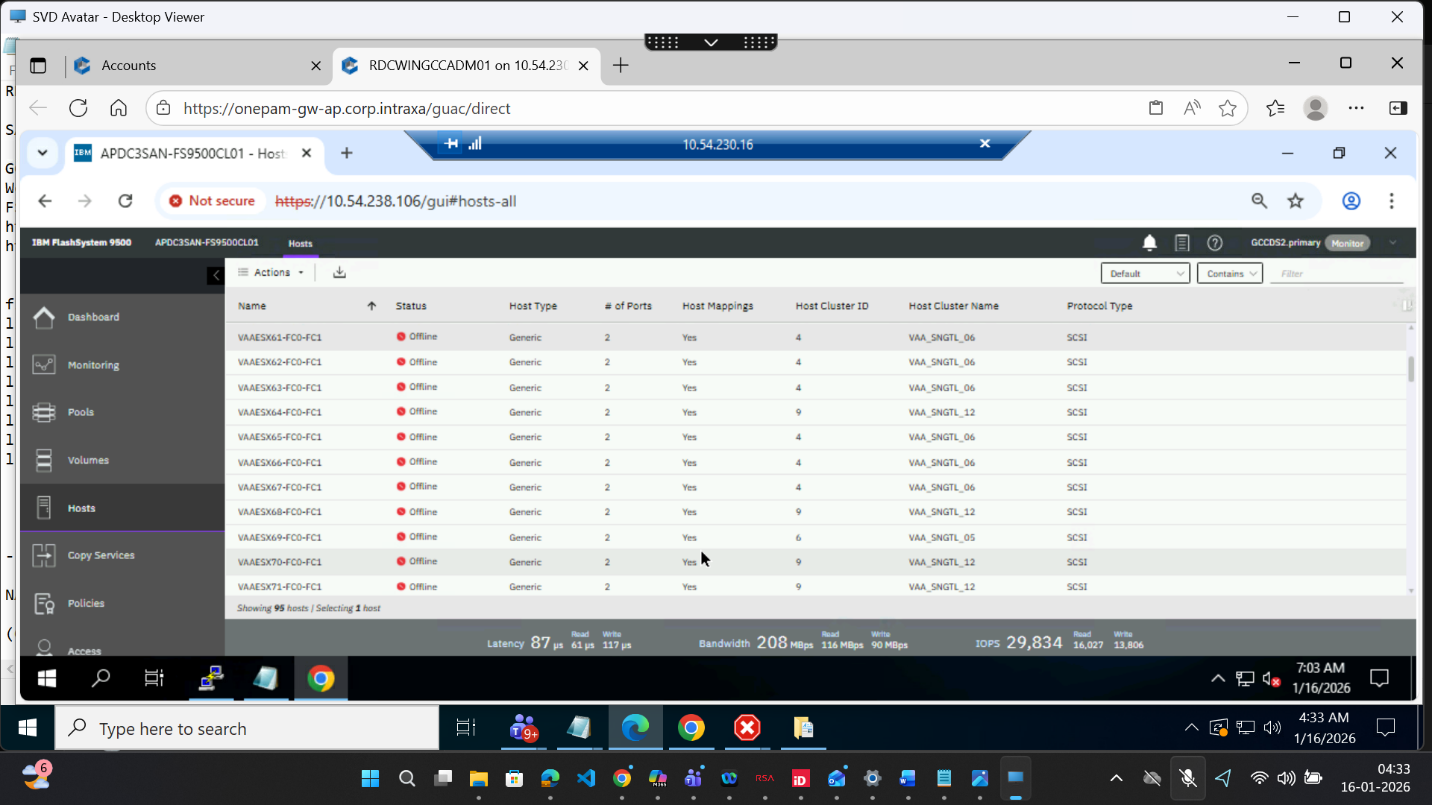 SVD Avatar - Desktop Viewer
Accounts
RDCWINGCCADM01 on 10.54.230
https://onepam-gw-ap.corp.intraxa/guac/direct
10.54.230.16
IBM APDC3SAN-FS9500CL01 - Host
Not secure https://10.54.238.106/gui#hosts-all
IBM FlashSystem 9500 APDC3SAN-FS9500CL01 Hosts GCCDS2.primary Monitor
Actions Default Contains Filter
Name Status Host Type # of Ports Host Mappings Host Cluster ID Host Cluster Name Protocol Type
VAAESX61-FC0-FC1 Offline Generic 2 Yes 4 VAA_SNGTL_06 SCSI
VAAESX62-FC0-FC1 Offline Generic 2 Yes 4 VAA_SNGTL_06 SCSI
VAAESX63-FC0-FC1 Offline Generic 2 Yes 4 VAA_SNGTL_06 SCSI
VAAESX64-FC0-FC1 Offline Generic 2 Yes 9 VAA_SNGTL_12 SCSI
VAAESX65-FC0-FC1 Offline Generic 2 Yes 4 VAA_SNGTL_06 SCSI
VAAESX66-FC0-FC1 Offline Generic 2 Yes 4 VAA_SNGTL_06 SCSI
VAAESX67-FC0-FC1 Offline Generic 2 Yes 4 VAA_SNGTL_06 SCSI
VAAESX68-FC0-FC1 Offline Generic 2 Yes 9 VAA_SNGTL_12 SCSI
VAAESX69-FC0-FC1 Offline Generic 2 Yes 6 VAA_SNGTL_05 SCSI
VAAESX70-FC0-FC1 Offline Generic 2 Yes 9 VAA_SNGTL_12 SCSI
VAAESX71-FC0-FC1 Offline Generic 2 Yes 9 VAA_SNGTL_12 SCSI
Showing 95 hosts | Selecting 1 host
Dashboard
Monitoring
Pools
Volumes
Hosts
Copy Services
Policies
Access
Latency 87 µs Read 61 µs Write 117 µs
Bandwidth 208 MBps Read 116 MBps Write 90 MBps
IOPS 29,834 Read 16,027 Write 13,806
7:03 AM
1/16/2026
Type here to search
9+
4:33 AM
1/16/2026
6
RSA
iD
04:33
16-01-2026